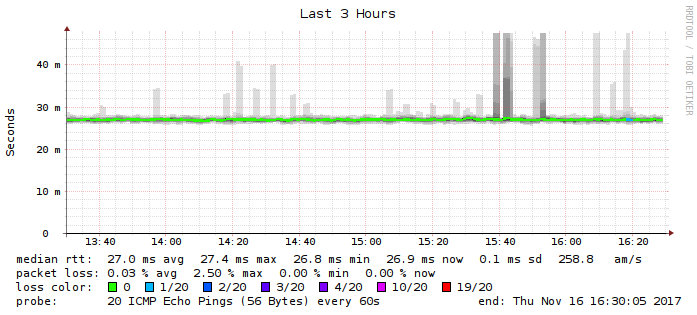 Last 3 Hours
RRDTOOL / TOBI OETIKER
Seconds
40 m
30 m
20 m
10 m
0
13:40 14:00 14:20 14:40 15:00 15:20 15:40 16:00 16:20
median rtt: 27.0 ms avg 27.4 ms max 26.8 ms min 26.9 ms now 0.1 ms sd 258.8 am/s
packet loss: 0.03 % avg 2.50 % max 0.00 % min 0.00 % now
loss color: 0 1/20 2/20 3/20 4/20 10/20 19/20
probe: 20 ICMP Echo Pings (56 Bytes) every 60s end: Thu Nov 16 16:30:05 2017